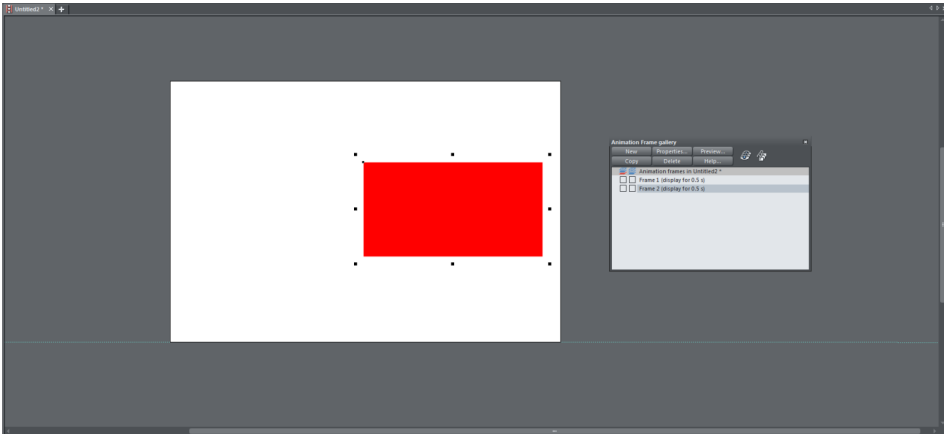 Untitled2 *
Animation Frame gallery
New Properties... Preview...
Copy Delete Help...
Animation frames in Untitled2 *
Frame 1 (display for 0.5 s)
Frame 2 (display for 0.5 s)